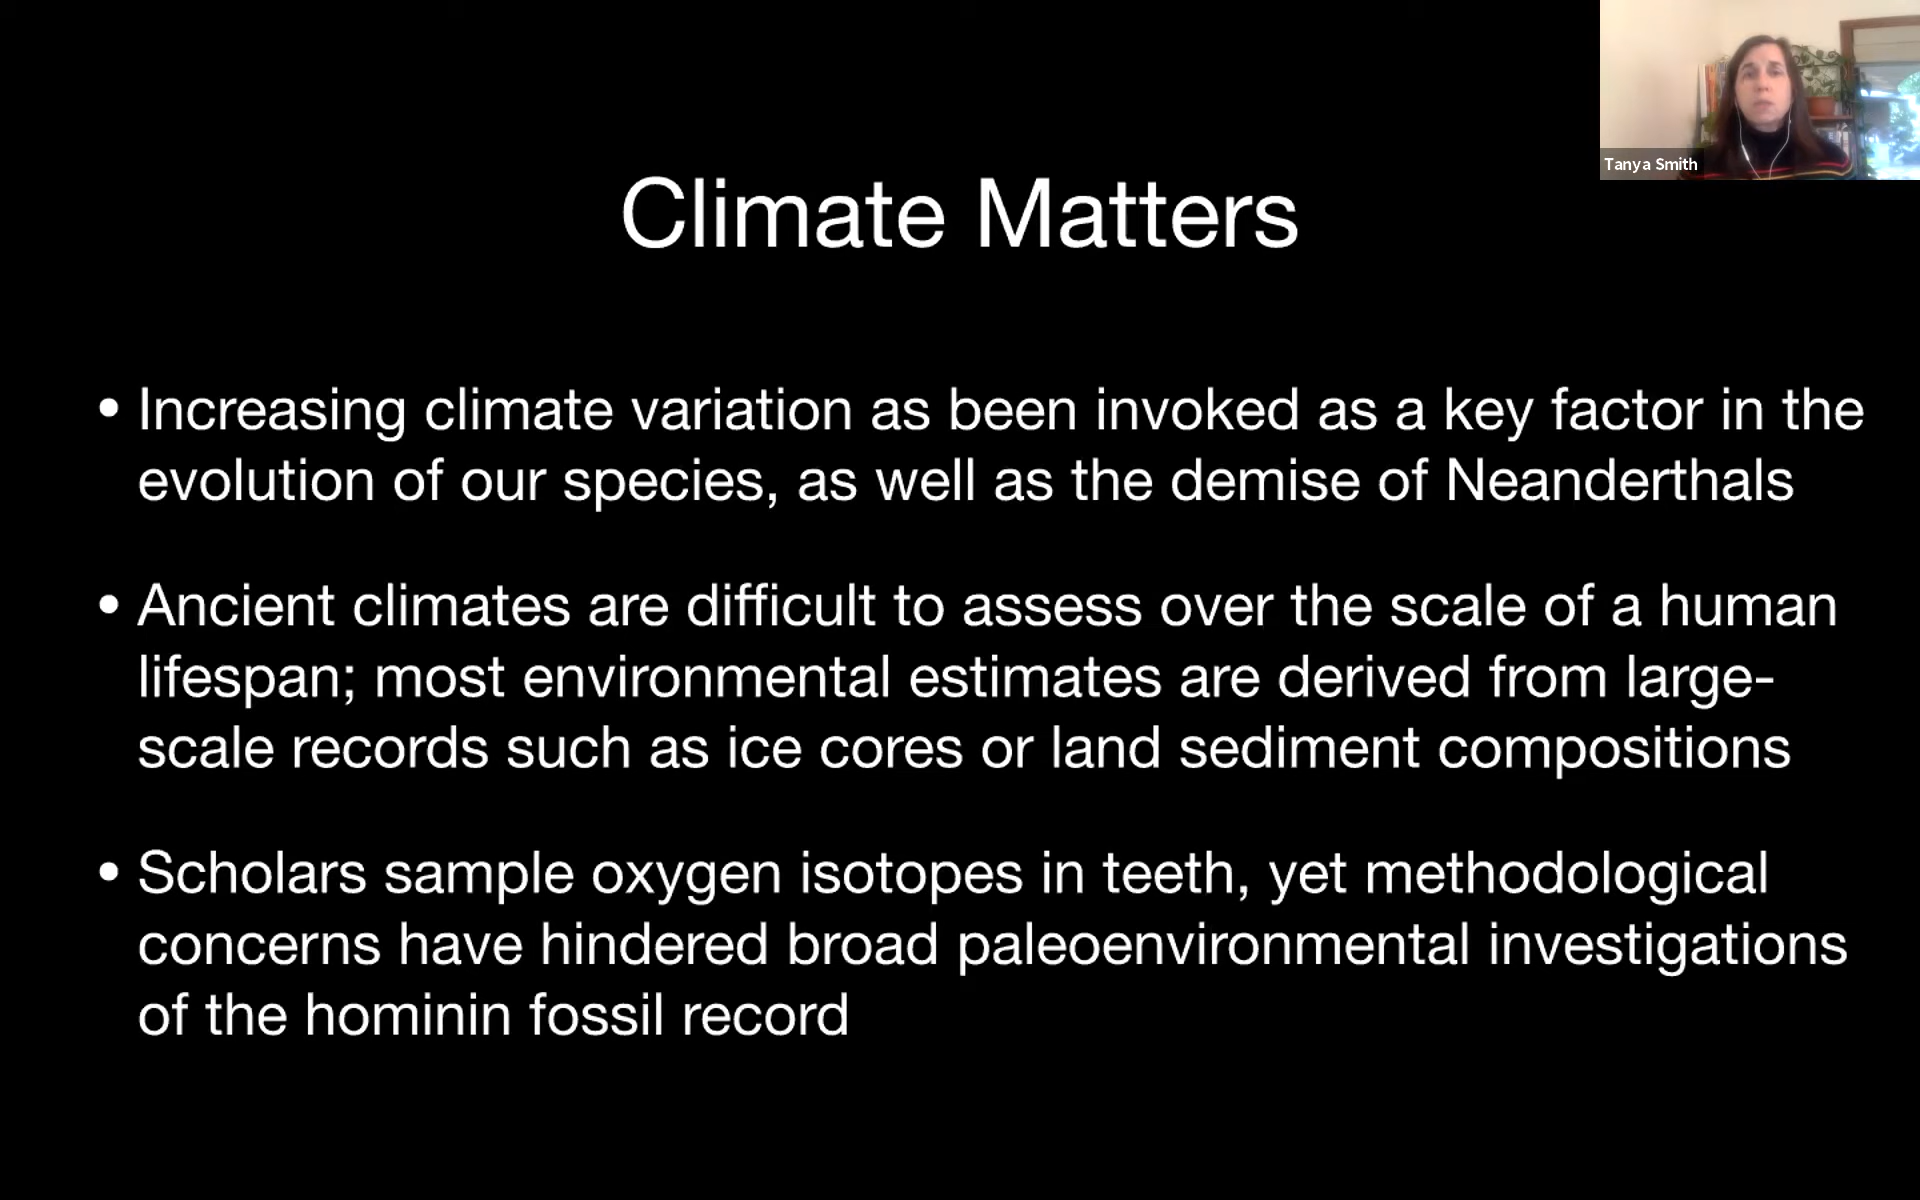 Tanya Smith
Climate Matters
• Increasing climate variation as been invoked as a key factor in the
evolution of our species, as well as the demise of Neanderthals
• Ancient climates are difficult to assess over the scale of a human
lifespan; most environmental estimates are derived from large-
scale records such as ice cores or land sediment compositions
• Scholars sample oxygen isotopes in teeth, yet methodological
concerns have hindered broad paleoenvironmental investigations
of the hominin fossil record